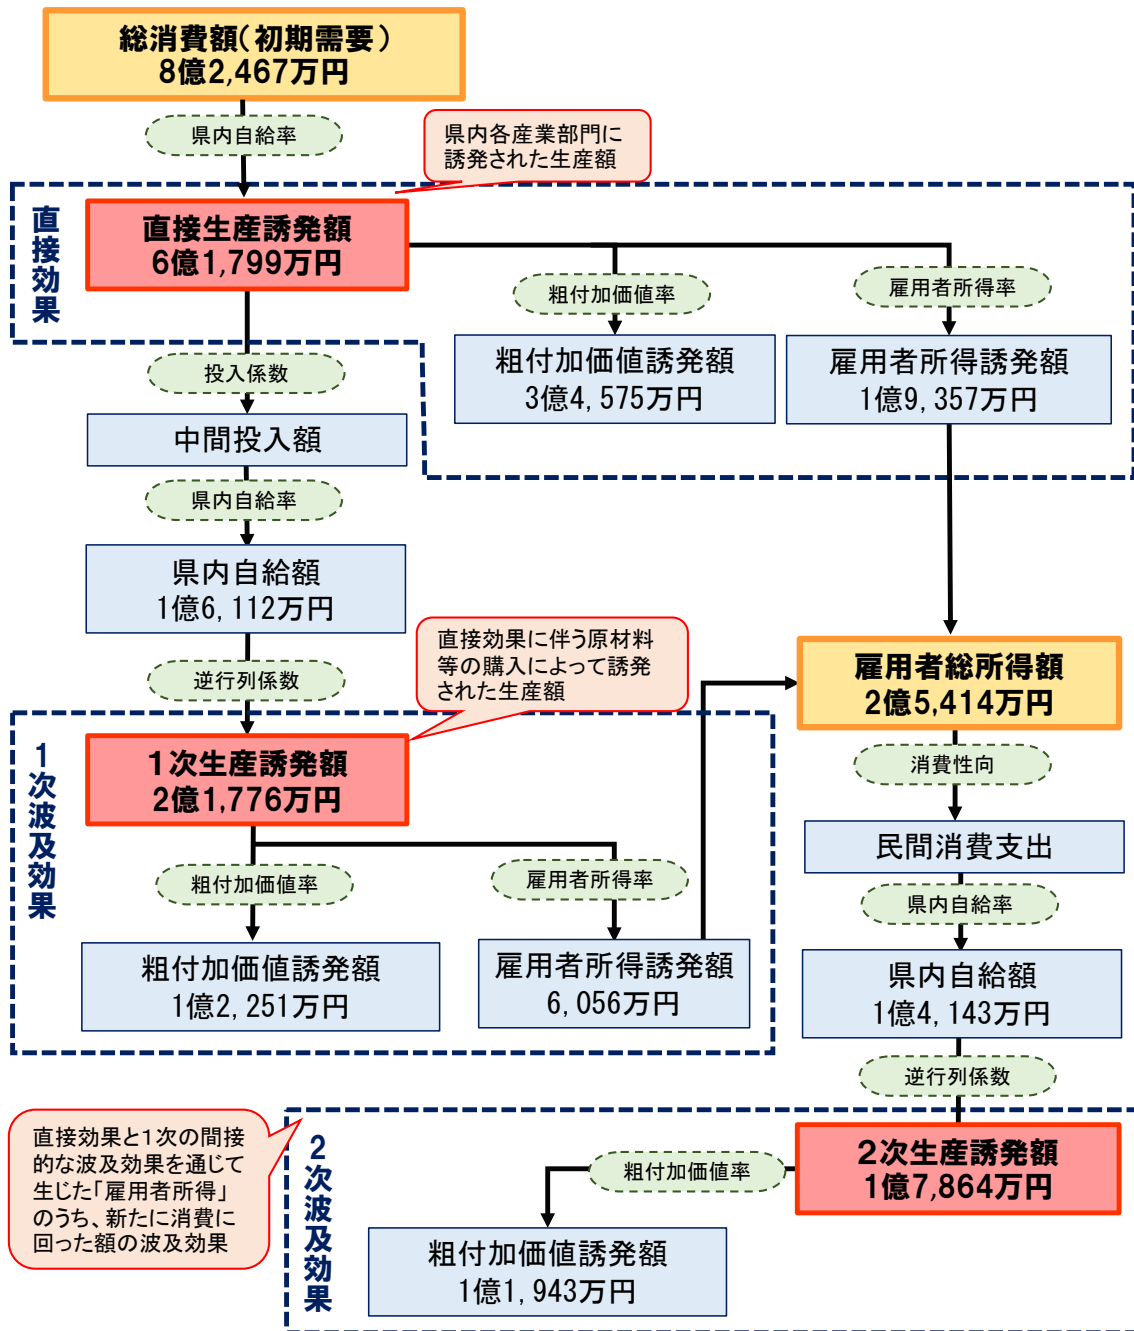 総消費額(初期需要)
8億2,467万円
県内自給率
県内各産業部門に
誘発された生産額
直接効果
直接生産誘発額
6億1,799万円
粗付加価値率
雇用者所得率
粗付加価値誘発額
3億4,575万円
雇用者所得誘発額
1億9,357万円
投入係数
中間投入額
県内自給率
県内自給額
1億6,112万円
逆行列係数
直接効果に伴う原材料
等の購入によって誘発
された生産額
雇用者総所得額
2億5,414万円
1次波及効果
1次生産誘発額
2億1,776万円
粗付加価値率
雇用者所得率
粗付加価値誘発額
1億2,251万円
雇用者所得誘発額
6,056万円
消費性向
民間消費支出
県内自給率
県内自給額
1億4,143万円
逆行列係数
直接効果と1次の間接
的な波及効果を通じて
生じた「雇用者所得」
のうち、新たに消費に
回った額の波及効果
2次波及効果
2次生産誘発額
1億7,864万円
粗付加価値率
粗付加価値誘発額
1億1,943万円